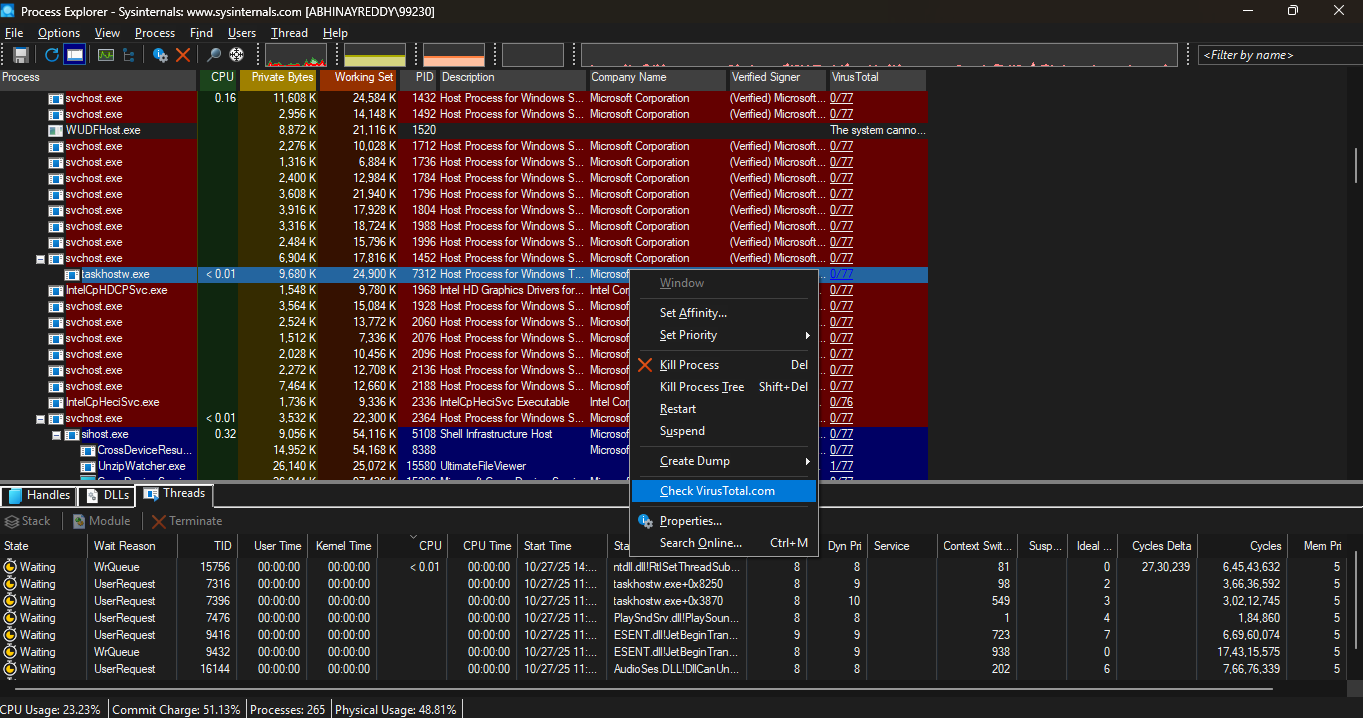 Process Explorer - Sysinternals: www.sysinternals.com [ABHINAYREDDY\99230]
File Options View Process Find Users Thread Help
<Filter by name>
Process CPU Private Bytes Working Set PID Description Company Name Verified Signer VirusTotal
svchost.exe 0.16 11,608 K 24,584 K 1432 Host Process for Windows S... Microsoft Corporation (Verified) Microsoft... 0/77
svchost.exe 2,956 K 14,148 K 1492 Host Process for Windows S... Microsoft Corporation (Verified) Microsoft... 0/77
WUDFHost.exe 8,872 K 21,116 K 1520 The system canno...
svchost.exe 2,276 K 10,028 K 1712 Host Process for Windows S... Microsoft Corporation (Verified) Microsoft... 0/77
svchost.exe 1,316 K 6,884 K 1736 Host Process for Windows S... Microsoft Corporation (Verified) Microsoft... 0/77
svchost.exe 2,400 K 12,984 K 1784 Host Process for Windows S... Microsoft Corporation (Verified) Microsoft... 0/77
svchost.exe 3,608 K 21,940 K 1796 Host Process for Windows S... Microsoft Corporation (Verified) Microsoft... 0/77
svchost.exe 3,916 K 17,928 K 1804 Host Process for Windows S... Microsoft Corporation (Verified) Microsoft... 0/77
svchost.exe 3,316 K 18,724 K 1988 Host Process for Windows S... Microsoft Corporation (Verified) Microsoft... 0/77
svchost.exe 2,484 K 15,796 K 1996 Host Process for Windows S... Microsoft Corporation (Verified) Microsoft... 0/77
svchost.exe 6,904 K 17,816 K 1452 Host Process for Windows S... Microsoft Corporation (Verified) Microsoft... 0/77
taskhostw.exe < 0.01 9,680 K 24,900 K 7312 Host Process for Windows T... Microsof 0/77
IntelCpHDCPSvc.exe 1,548 K 9,780 K 1968 Intel HD Graphics Drivers for... Intel Cor 0/77
svchost.exe 3,564 K 15,084 K 1928 Host Process for Windows S... Microsof 0/77
svchost.exe 2,524 K 13,772 K 2060 Host Process for Windows S... Microsof 0/77
svchost.exe 1,512 K 7,336 K 2076 Host Process for Windows S... Microsof 0/77
svchost.exe 2,028 K 10,456 K 2096 Host Process for Windows S... Microsof 0/77
svchost.exe 2,272 K 12,708 K 2136 Host Process for Windows S... Microsof 0/77
svchost.exe 7,464 K 12,660 K 2188 Host Process for Windows S... Microsof 0/77
IntelCpHeciSvc.exe 1,736 K 9,336 K 2336 IntelCpHeciSvc Executable Intel Cor 0/76
svchost.exe < 0.01 3,532 K 22,300 K 2364 Host Process for Windows S... Microsof 0/77
sihost.exe 0.32 9,056 K 54,116 K 5108 Shell Infrastructure Host Microsof 0/77
CrossDeviceResu... 14,952 K 54,168 K 8388 Microsof 0/77
UnzipWatcher.exe 26,140 K 25,072 K 15580 UltimateFileViewer 1/77
Window
Set Affinity...
Set Priority
Kill Process Del
Kill Process Tree Shift+Del
Restart
Suspend
Create Dump
Check VirusTotal.com
Properties...
Search Online... Ctrl+M
Handles DLLs Threads
Stack Module Terminate
State Wait Reason TID User Time Kernel Time CPU CPU Time Start Time Sta Dyn Pri Service Context Swit... Susp... Ideal ... Cycles Delta Cycles Mem Pri
Waiting WrQueue 15756 00:00:00 00:00:00 < 0.01 00:00:00 10/27/25 14:... ntdll.dll!RtlSetThreadSub... 8 8 81 0 27,30,239 6,45,43,632 5
Waiting UserRequest 7316 00:00:00 00:00:00 00:00:00 10/27/25 11:... taskhostw.exe+0x8250 8 9 98 2 3,66,36,592 5
Waiting UserRequest 7396 00:00:00 00:00:00 00:00:00 10/27/25 11:... taskhostw.exe+0x3870 8 10 549 3 3,02,12,745 5
Waiting UserRequest 7476 00:00:00 00:00:00 00:00:00 10/27/25 11:... PlaySndSrv.dll!PlaySoun... 8 8 1 4 1,84,860 5
Waiting UserRequest 9416 00:00:00 00:00:00 00:00:00 10/27/25 11:... ESENT.dll!JetBeginTran... 9 9 723 7 6,69,60,074 5
Waiting WrQueue 9432 00:00:00 00:00:00 00:00:00 10/27/25 11:... ESENT.dll!JetBeginTran... 8 9 938 0 17,43,15,575 5
Waiting UserRequest 16144 00:00:00 00:00:00 00:00:00 10/27/25 11:... AudioSes.DLL!DllCanUn... 8 8 202 6 7,66,76,339 5
CPU Usage: 23.23% Commit Charge: 51.13% Processes: 265 Physical Usage: 48.81%